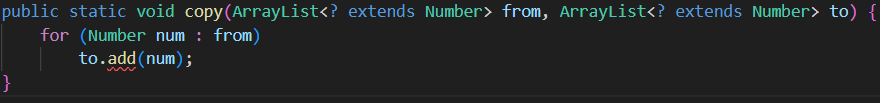 public static void copy(ArrayList<? extends Number> from, ArrayList<? extends Number> to) {
    for (Number num : from)
        to.add(num);
}